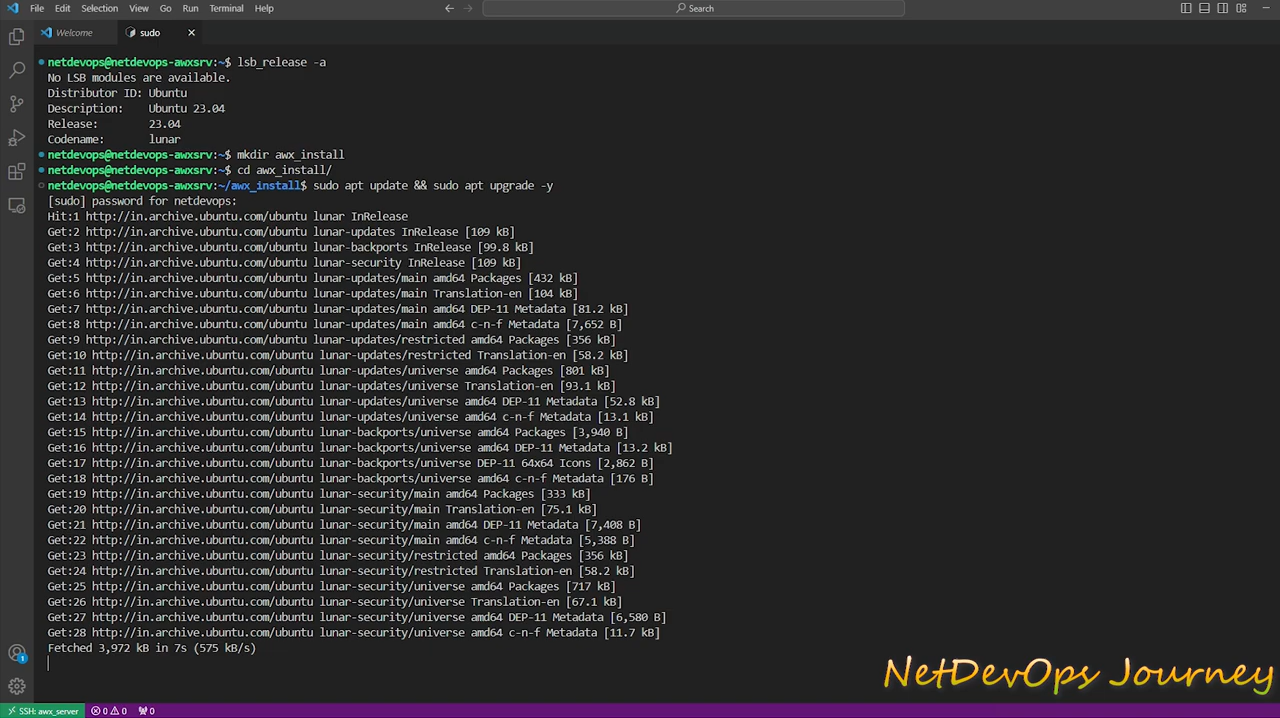 File Edit Selection View Go Run Terminal Help
Search
Welcome
sudo
netdevops@netdevops-awxsrv:~$ lsb_release -a
No LSB modules are available.
Distributor ID: Ubuntu
Description: Ubuntu 23.04
Release: 23.04
Codename: lunar
netdevops@netdevops-awxsrv:~$ mkdir awx_install
netdevops@netdevops-awxsrv:~$ cd awx_install/
netdevops@netdevops-awxsrv:~/awx_install$ sudo apt update && sudo apt upgrade -y
[sudo] password for netdevops:
Hit:1 http://in.archive.ubuntu.com/ubuntu lunar InRelease
Get:2 http://in.archive.ubuntu.com/ubuntu lunar-updates InRelease [109 kB]
Get:3 http://in.archive.ubuntu.com/ubuntu lunar-backports InRelease [99.8 kB]
Get:4 http://in.archive.ubuntu.com/ubuntu lunar-security InRelease [109 kB]
Get:5 http://in.archive.ubuntu.com/ubuntu lunar-updates/main amd64 Packages [432 kB]
Get:6 http://in.archive.ubuntu.com/ubuntu lunar-updates/main Translation-en [104 kB]
Get:7 http://in.archive.ubuntu.com/ubuntu lunar-updates/main amd64 DEP-11 Metadata [81.2 kB]
Get:8 http://in.archive.ubuntu.com/ubuntu lunar-updates/main amd64 c-n-f Metadata [7,652 B]
Get:9 http://in.archive.ubuntu.com/ubuntu lunar-updates/restricted amd64 Packages [356 kB]
Get:10 http://in.archive.ubuntu.com/ubuntu lunar-updates/restricted Translation-en [58.2 kB]
Get:11 http://in.archive.ubuntu.com/ubuntu lunar-updates/universe amd64 Packages [801 kB]
Get:12 http://in.archive.ubuntu.com/ubuntu lunar-updates/universe Translation-en [93.1 kB]
Get:13 http://in.archive.ubuntu.com/ubuntu lunar-updates/universe amd64 DEP-11 Metadata [52.8 kB]
Get:14 http://in.archive.ubuntu.com/ubuntu lunar-updates/universe amd64 c-n-f Metadata [13.1 kB]
Get:15 http://in.archive.ubuntu.com/ubuntu lunar-backports/universe amd64 Packages [3,940 B]
Get:16 http://in.archive.ubuntu.com/ubuntu lunar-backports/universe amd64 DEP-11 Metadata [13.2 kB]
Get:17 http://in.archive.ubuntu.com/ubuntu lunar-backports/universe DEP-11 64x64 Icons [2,862 B]
Get:18 http://in.archive.ubuntu.com/ubuntu lunar-backports/universe amd64 c-n-f Metadata [176 B]
Get:19 http://in.archive.ubuntu.com/ubuntu lunar-security/main amd64 Packages [333 kB]
Get:20 http://in.archive.ubuntu.com/ubuntu lunar-security/main Translation-en [75.1 kB]
Get:21 http://in.archive.ubuntu.com/ubuntu lunar-security/main amd64 DEP-11 Metadata [7,408 B]
Get:22 http://in.archive.ubuntu.com/ubuntu lunar-security/main amd64 c-n-f Metadata [5,388 B]
Get:23 http://in.archive.ubuntu.com/ubuntu lunar-security/restricted amd64 Packages [356 kB]
Get:24 http://in.archive.ubuntu.com/ubuntu lunar-security/restricted Translation-en [58.2 kB]
Get:25 http://in.archive.ubuntu.com/ubuntu lunar-security/universe amd64 Packages [717 kB]
Get:26 http://in.archive.ubuntu.com/ubuntu lunar-security/universe Translation-en [67.1 kB]
Get:27 http://in.archive.ubuntu.com/ubuntu lunar-security/universe amd64 DEP-11 Metadata [6,580 B]
Get:28 http://in.archive.ubuntu.com/ubuntu lunar-security/universe amd64 c-n-f Metadata [11.7 kB]
Fetched 3,972 kB in 7s (575 kB/s)
NetDevOps Journey
1
SSH: awx_server 0 0 0